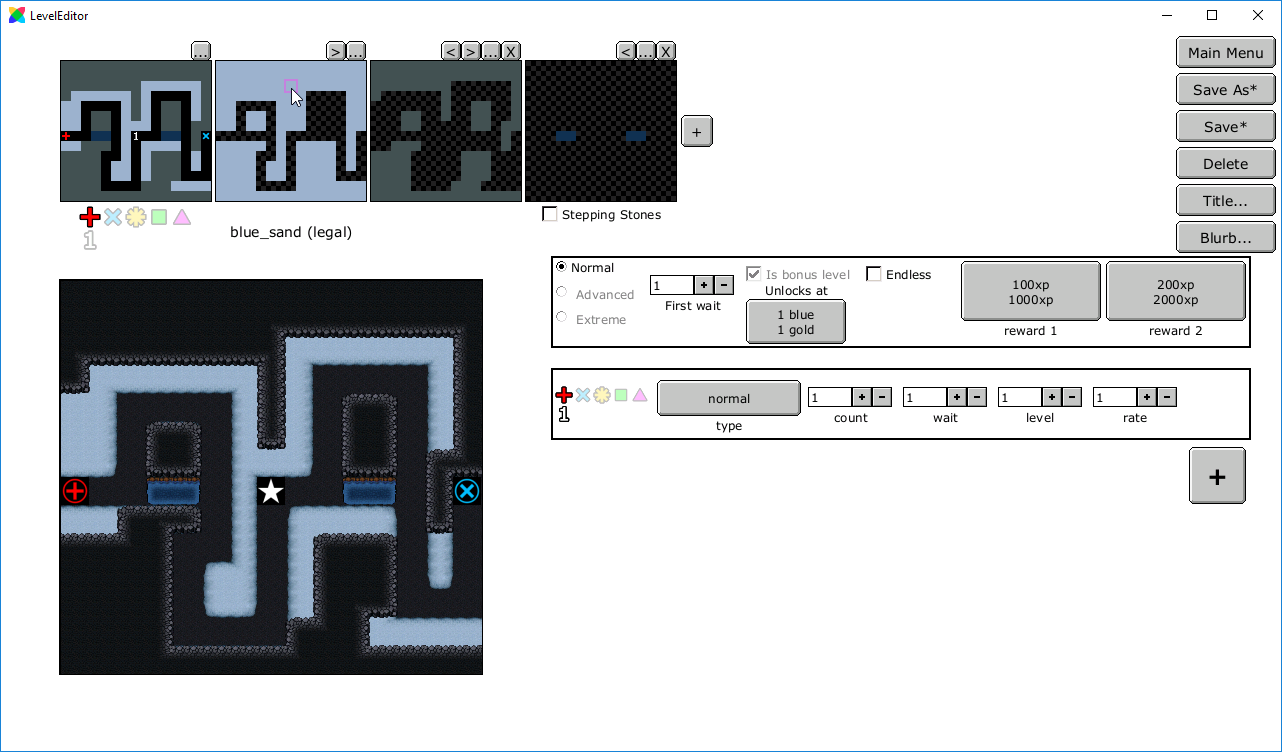 LevelEditor
... > ... < > ... X < ... X
Main Menu
Save As*
Save*
Delete
Title...
Blurb...
+
1
1
Stepping Stones
blue_sand (legal)
Normal
Advanced
Extreme
1 + −
First wait
Is bonus level
Unlocks at
1 blue
1 gold
Endless
100xp
1000xp
reward 1
200xp
2000xp
reward 2
1
normal
type
1 + −
count
1 + −
wait
1 + −
level
1 + −
rate
+